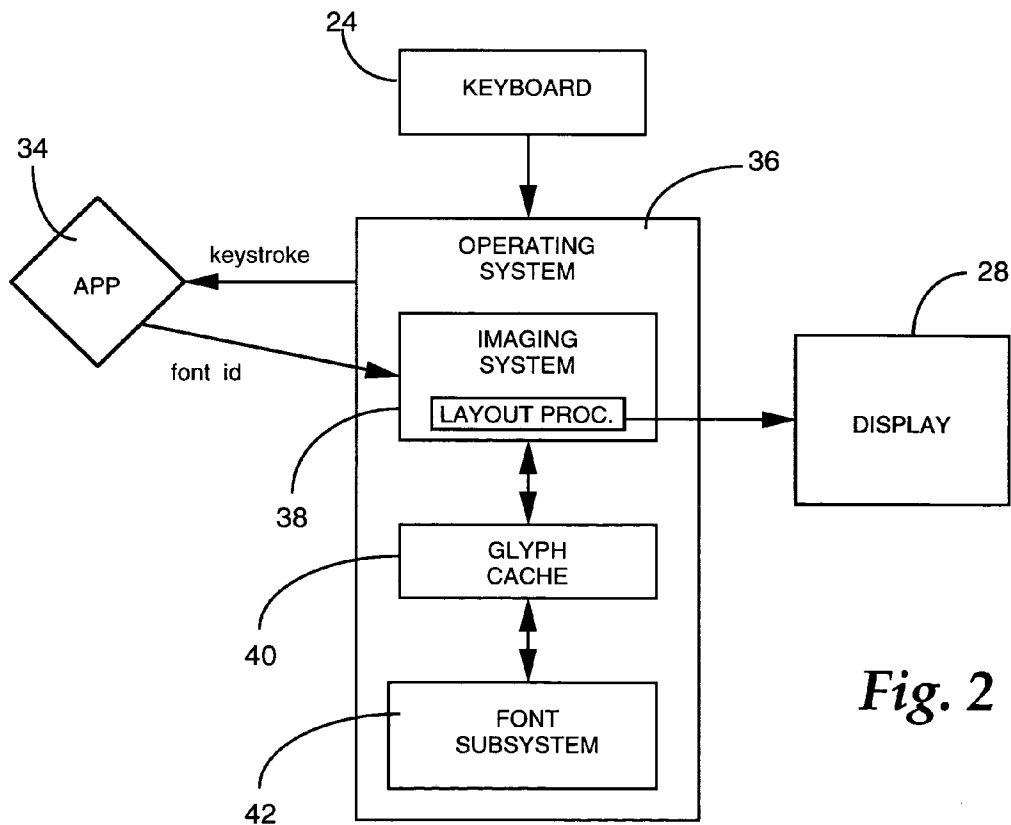 24
KEYBOARD
34
36
OPERATING
SYSTEM
keystroke
APP
28
IMAGING
SYSTEM
font id
LAYOUT PROC.
DISPLAY
38
GLYPH
CACHE
40
Fig. 2
FONT
SUBSYSTEM
42